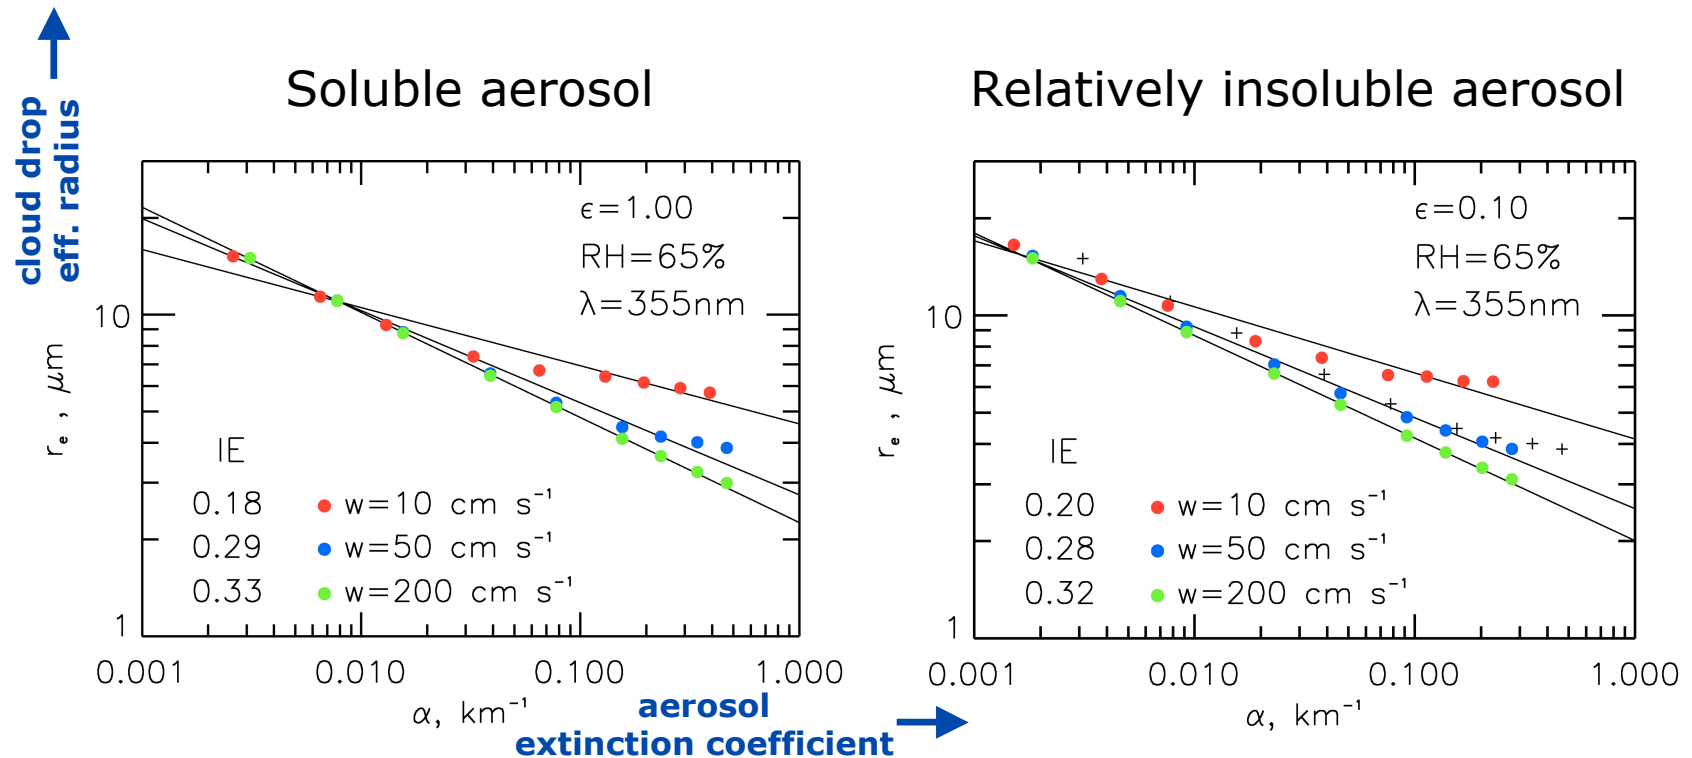 cloud drop
eff. radius
Soluble aerosol
ϵ=1.00
RH=65%
λ=355nm
10
1
rₑ , μm
IE
0.18 w=10 cm s⁻¹
0.29 w=50 cm s⁻¹
0.33 w=200 cm s⁻¹
0.001 0.010 0.100 1.000
α, km⁻¹
Relatively insoluble aerosol
ϵ=0.10
RH=65%
λ=355nm
10
1
rₑ , μm
IE
0.20 w=10 cm s⁻¹
0.28 w=50 cm s⁻¹
0.32 w=200 cm s⁻¹
0.001 0.010 0.100 1.000
α, km⁻¹
aerosol
extinction coefficient